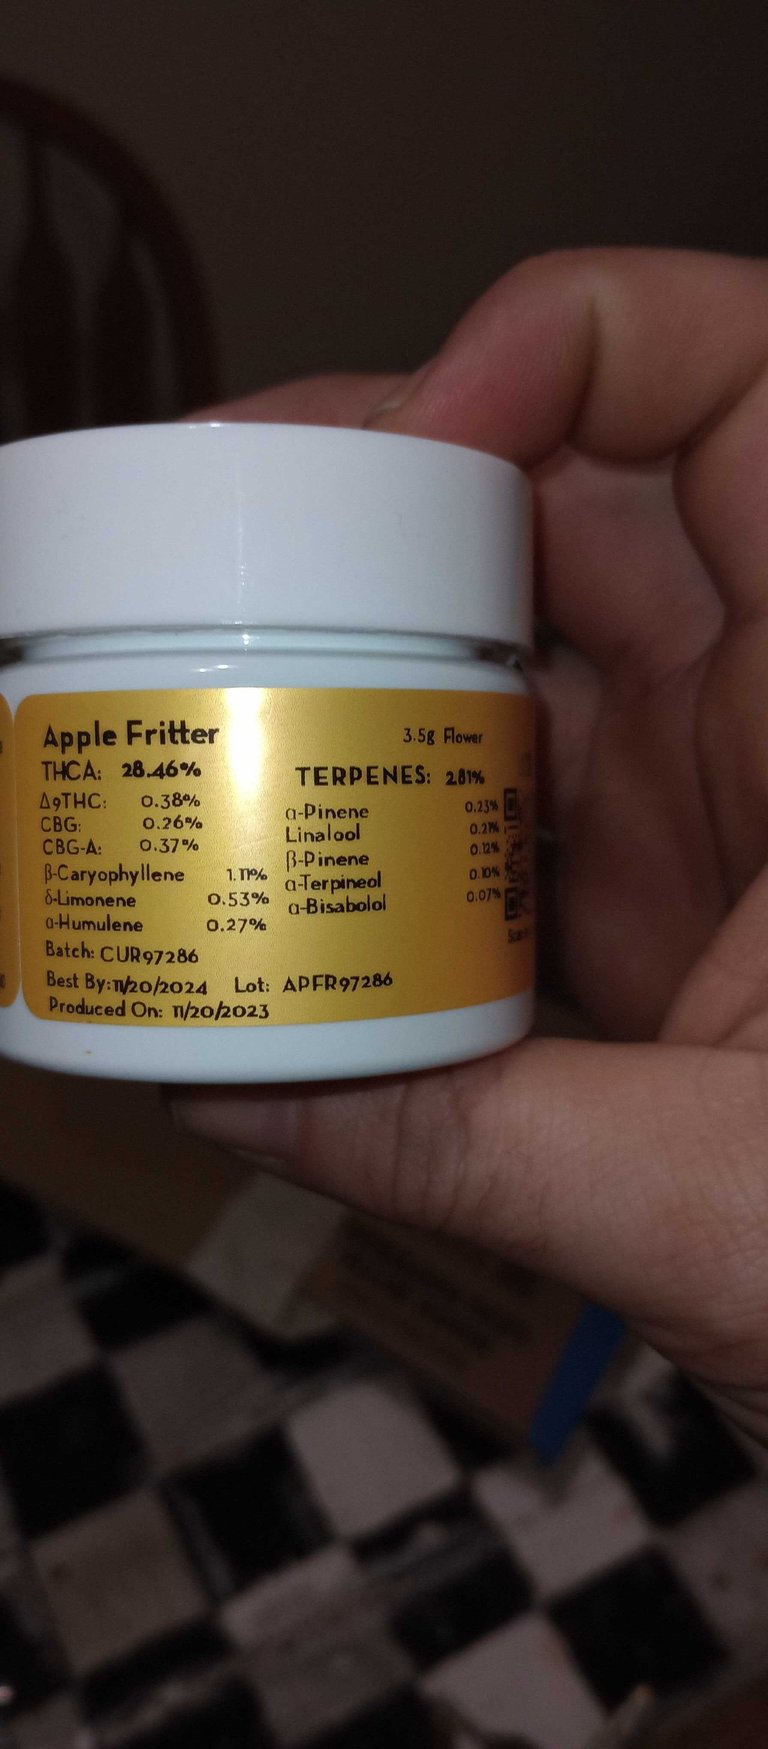 Apple Fritter 3.5g Flower
THCA: 28.46% TERPENES: 2.81%
Δ9THC: 0.38% α-Pinene 0.23%
CBG: 0.26% Linalool 0.21%
CBG-A: 0.37% β-Pinene 0.12%
β-Caryophyllene 1.11% α-Terpineol 0.10%
δ-Limonene 0.53% α-Bisabolol 0.07%
α-Humulene 0.27%
Batch: CUR97286
Best By: 11/20/2024 Lot: APFR97286
Produced On: 11/20/2023